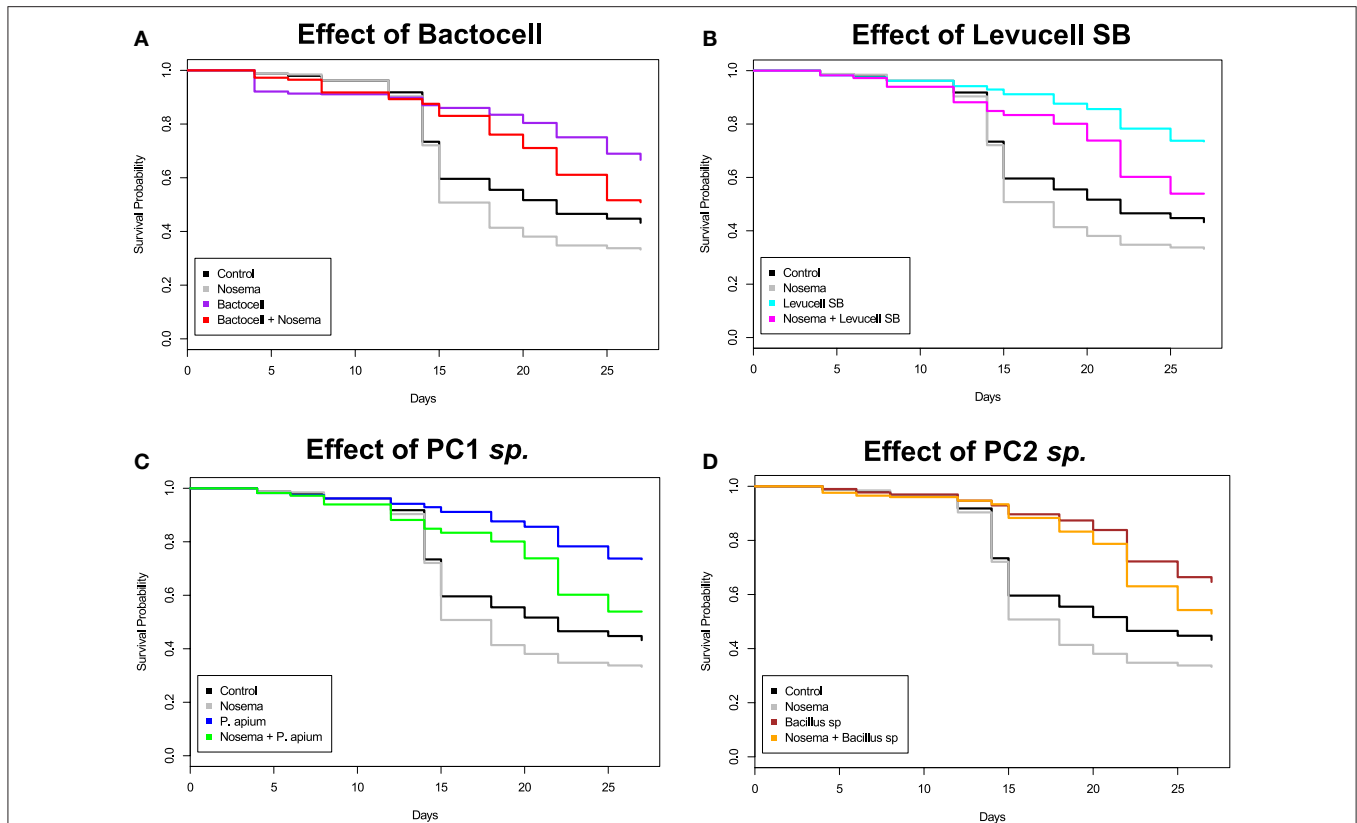 A
Effect of Bactocell
Survival Probability
1.0
0.8
0.6
0.4
0.2
0.0
Control
Nosema
Bactocell
Bactocell + Nosema
0 5 10 15 20 25
Days
B
Effect of Levucell SB
Survival Probability
1.0
0.8
0.6
0.4
0.2
0.0
Control
Nosema
Levucell SB
Nosema + Levucell SB
0 5 10 15 20 25
Days
C
Effect of PC1 sp.
Survival Probability
1.0
0.8
0.6
0.4
0.2
0.0
Control
Nosema
P. apium
Nosema + P. apium
0 5 10 15 20 25
Days
D
Effect of PC2 sp.
Survival Probability
1.0
0.8
0.6
0.4
0.2
0.0
Control
Nosema
Bacillus sp
Nosema + Bacillus sp
0 5 10 15 20 25
Days